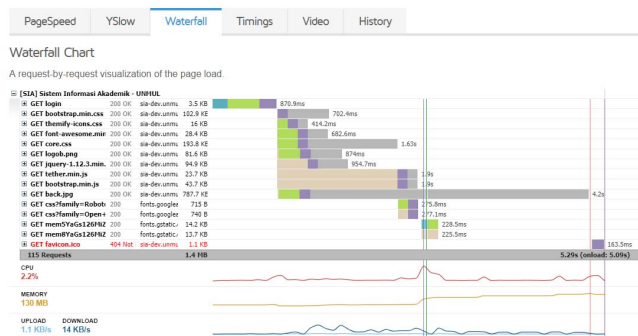 PageSpeed YSlow Waterfall Timings Video History
Waterfall Chart
A request-by-request visualization of the page load.
[SIA] Sistem Informasi Akademik - UNMUL
GET login 200 OK sia-dev.unmu 3.5 KB 870.9ms
GET bootstrap.min.css 200 OK sia-dev.unmu 102.9 KB 702.4ms
GET themify-icons.css 200 OK sia-dev.unmu 16 KB 414.2ms
GET font-awesome.min 200 OK sia-dev.unmu 28.4 KB 682.6ms
GET core.css 200 OK sia-dev.unmu 193.8 KB 1.63s
GET logob.png 200 OK sia-dev.unmu 81.6 KB 874ms
GET jquery-1.12.3.min. 200 OK sia-dev.unmu 94.9 KB 954.7ms
GET tether.min.js 200 OK sia-dev.unmu 23.7 KB 1.9s
GET bootstrap.min.js 200 OK sia-dev.unmu 43.7 KB 1.9s
GET back.jpg 200 OK sia-dev.unmu 787.7 KB 4.2s
GET css?family=Roboto 200 fonts.googlea 715 B 275.8ms
GET css?family=Open+ 200 fonts.googlea 740 B 277.1ms
GET mem5YaGs126MiZ 200 fonts.gstatic. 14.2 KB 228.5ms
GET mem8YaGs126MiZ 200 fonts.gstatic. 13.7 KB 225.5ms
GET favicon.ico 404 Not sia-dev.unmu 1.1 KB 163.5ms
115 Requests 1.4 MB 5.29s (onload: 5.09s)
CPU
2.2%
MEMORY
130 MB
UPLOAD DOWNLOAD
1.1 KB/s 14 KB/s